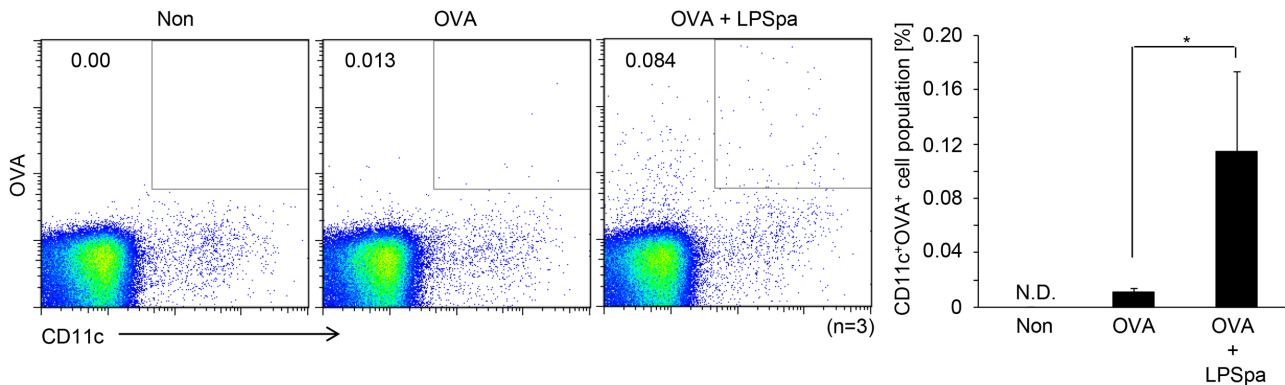 Non
OVA
OVA + LPSpa
0.00
0.013
0.084
OVA
CD11c
(n=3)
CD11c⁺OVA⁺ cell population [%]
0.20
0.16
0.12
0.08
0.04
0
*
N.D.
Non
OVA
OVA
+
LPSpa